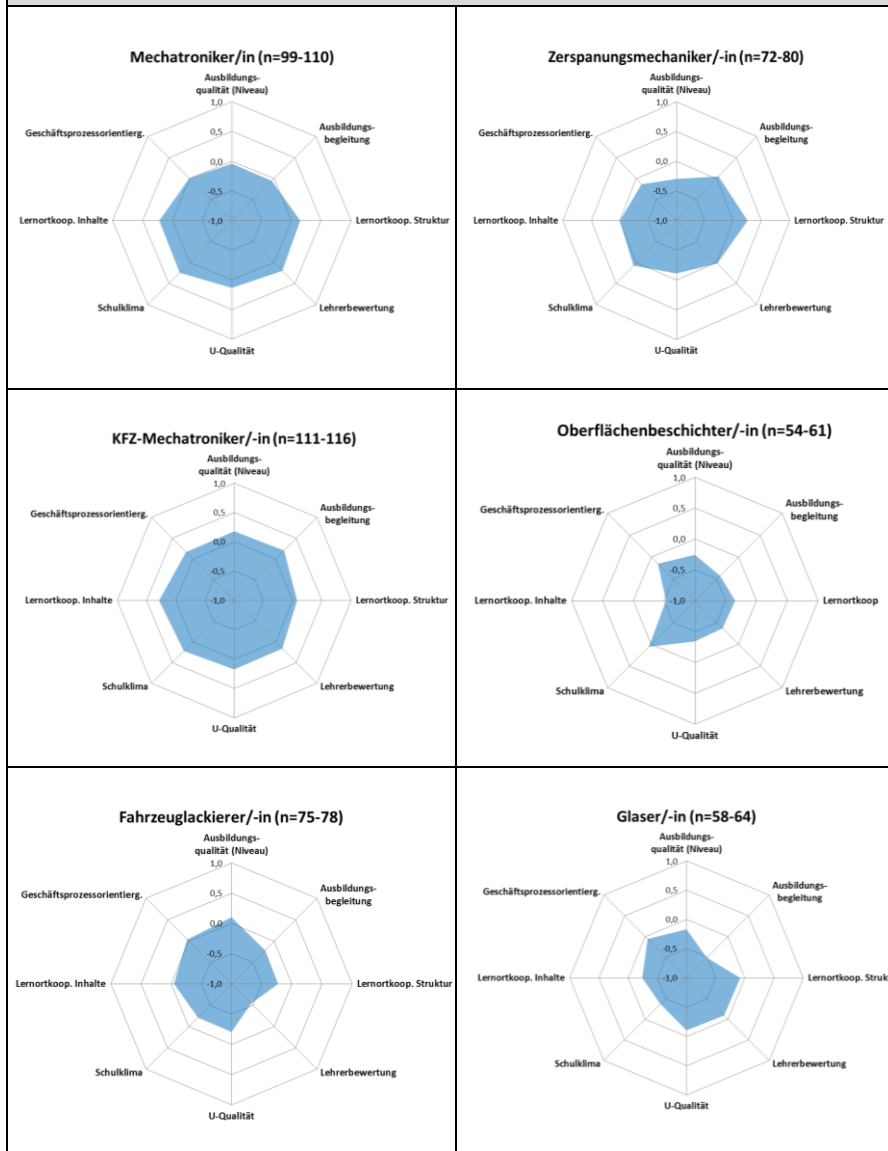 Mechatroniker/in (n=99-110)
Ausbildungs-
qualität (Niveau)
1,0
Ausbildungs-
begleitung
Geschäftsprozessorientierg.
0,5
0,0
-0,5
Lernortkoop. Inhalte
-1,0
Lernortkoop. Struktur
Schulklima
Lehrerbewertung
U-Qualität
Zerspanungsmechaniker/-in (n=72-80)
Ausbildungs-
qualität (Niveau)
1,0
Ausbildungs-
begleitung
Geschäftsprozessorientierg.
0,5
0,0
-0,5
Lernortkoop. Inhalte
-1,0
Lernortkoop. Struktur
Schulklima
Lehrerbewertung
U-Qualität
KFZ-Mechatroniker/-in (n=111-116)
Ausbildungs-
qualität (Niveau)
1,0
Ausbildungs-
begleitung
Geschäftsprozessorientierg.
0,5
0,0
-0,5
Lernortkoop. Inhalte
-1,0
Lernortkoop. Struktur
Schulklima
Lehrerbewertung
U-Qualität
Oberflächenbeschichter/-in (n=54-61)
Ausbildungs-
qualität (Niveau)
1,0
Ausbildungs-
begleitung
Geschäftsprozessorientierg.
0,5
0,0
-0,5
Lernortkoop. Inhalte
-1,0
Lernortkoop
Schulklima
Lehrerbewertung
U-Qualität
Fahrzeuglackierer/-in (n=75-78)
Ausbildungs-
qualität (Niveau)
1,0
Ausbildungs-
begleitung
Geschäftsprozessorientierg.
0,5
0,0
-0,5
Lernortkoop. Inhalte
-1,0
Lernortkoop. Struktur
Schulklima
Lehrerbewertung
U-Qualität
Glaser/-in (n=58-64)
Ausbildungs-
qualität (Niveau)
1,0
Ausbildungs-
begleitung
Geschäftsprozessorientierg.
0,5
0,0
-0,5
Lernortkoop. Inhalte
-1,0
Lernortkoop. Strukt
Schulklima
Lehrerbewertung
U-Qualität